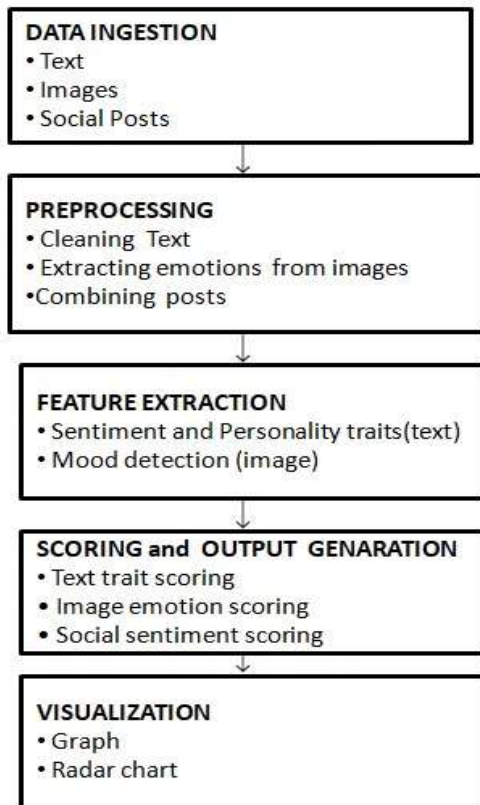 DATA INGESTION
• Text
• Images
• Social Posts
PREPROCESSING
• Cleaning Text
• Extracting emotions from images
•Combining posts
FEATURE EXTRACTION
• Sentiment and Personality traits(text)
• Mood detection (image)
SCORING and OUTPUT GENARATION
• Text trait scoring
• Image emotion scoring
• Social sentiment scoring
VISUALIZATION
• Graph
• Radar chart